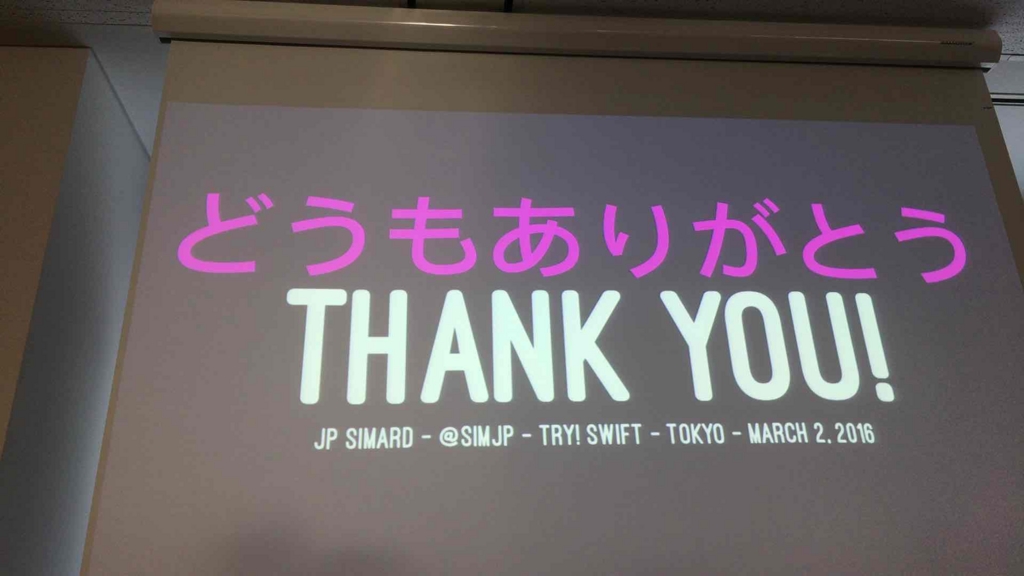 どうもありがとう
THANK YOU!
JP SIMARD - @SIMJP - TRY! SWIFT - TOKYO - MARCH 2, 2016